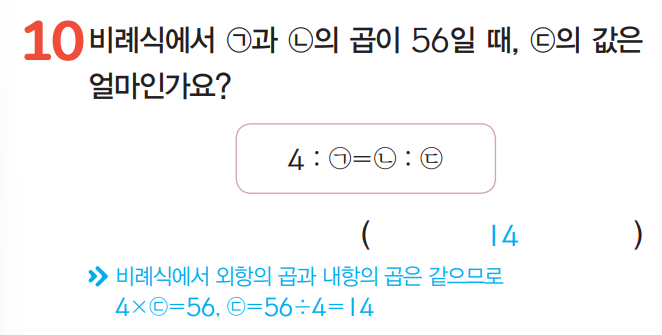 10 비례식에서 ㉠과 ㉡의 곱이 56일 때, ㉢의 값은
얼마인가요?
4 : ㉠=㉡ : ㉢
( 14 )
비례식에서 외항의 곱과 내항의 곱은 같으므로
4×㉢=56, ㉢=56÷4=14